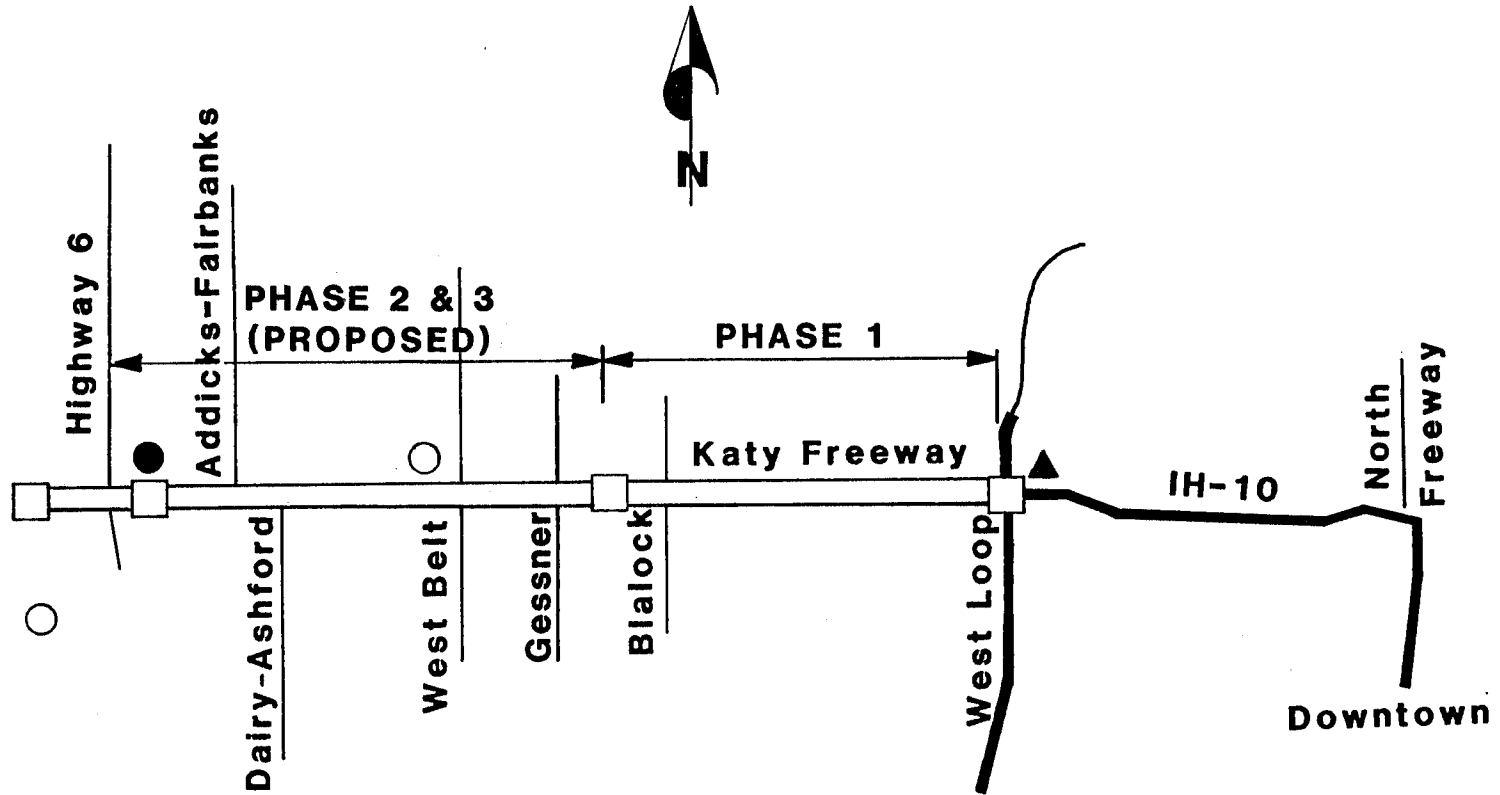 N
Highway 6
Addicks-Fairbanks
PHASE 2 & 3
(PROPOSED)
PHASE 1
Katy Freeway
IH-10
North
Freeway
Dairy-Ashford
West Belt
Gessner
Blalock
West Loop
Downtown